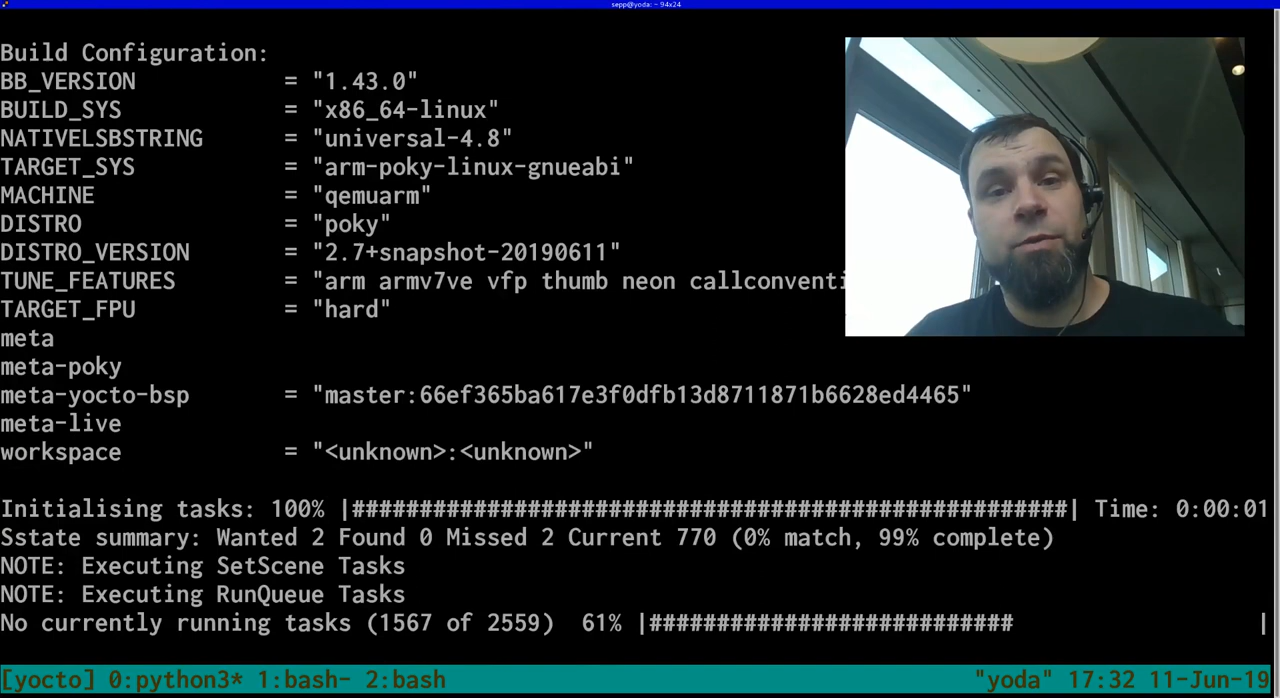 sepp@yoda: ~ 94x24
Build Configuration:
BB_VERSION = "1.43.0"
BUILD_SYS = "x86_64-linux"
NATIVELSBSTRING = "universal-4.8"
TARGET_SYS = "arm-poky-linux-gnueabi"
MACHINE = "qemuarm"
DISTRO = "poky"
DISTRO_VERSION = "2.7+snapshot-20190611"
TUNE_FEATURES = "arm armv7ve vfp thumb neon callconventi
TARGET_FPU = "hard"
meta
meta-poky
meta-yocto-bsp = "master:66ef365ba617e3f0dfb13d8711871b6628ed4465"
meta-live
workspace = "<unknown>:<unknown>"
Initialising tasks: 100% |#####################################################| Time: 0:00:01
Sstate summary: Wanted 2 Found 0 Missed 2 Current 770 (0% match, 99% complete)
NOTE: Executing SetScene Tasks
NOTE: Executing RunQueue Tasks
No currently running tasks (1567 of 2559) 61% |########################### |
[yocto] 0:python3* 1:bash- 2:bash "yoda" 17:32 11-Jun-19